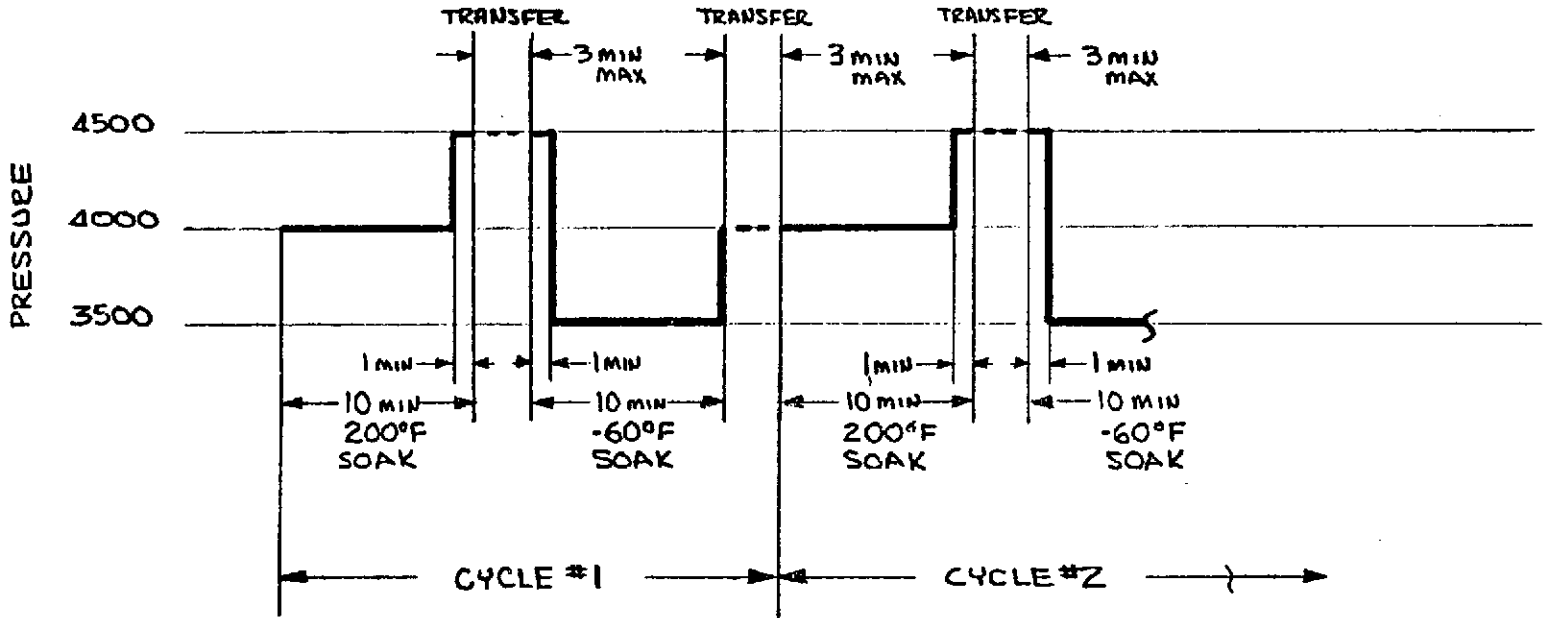 TRANSFER TRANSFER TRANSFER
3 MIN MAX
3 MIN MAX
3 MIN MAX
PRESSURE
4500
4000
3500
1 MIN 1 MIN 1 MIN 1 MIN
10 MIN 200°F SOAK
10 MIN -60°F SOAK
10 MIN 200°F SOAK
10 MIN -60°F SOAK
CYCLE #1 CYCLE #2